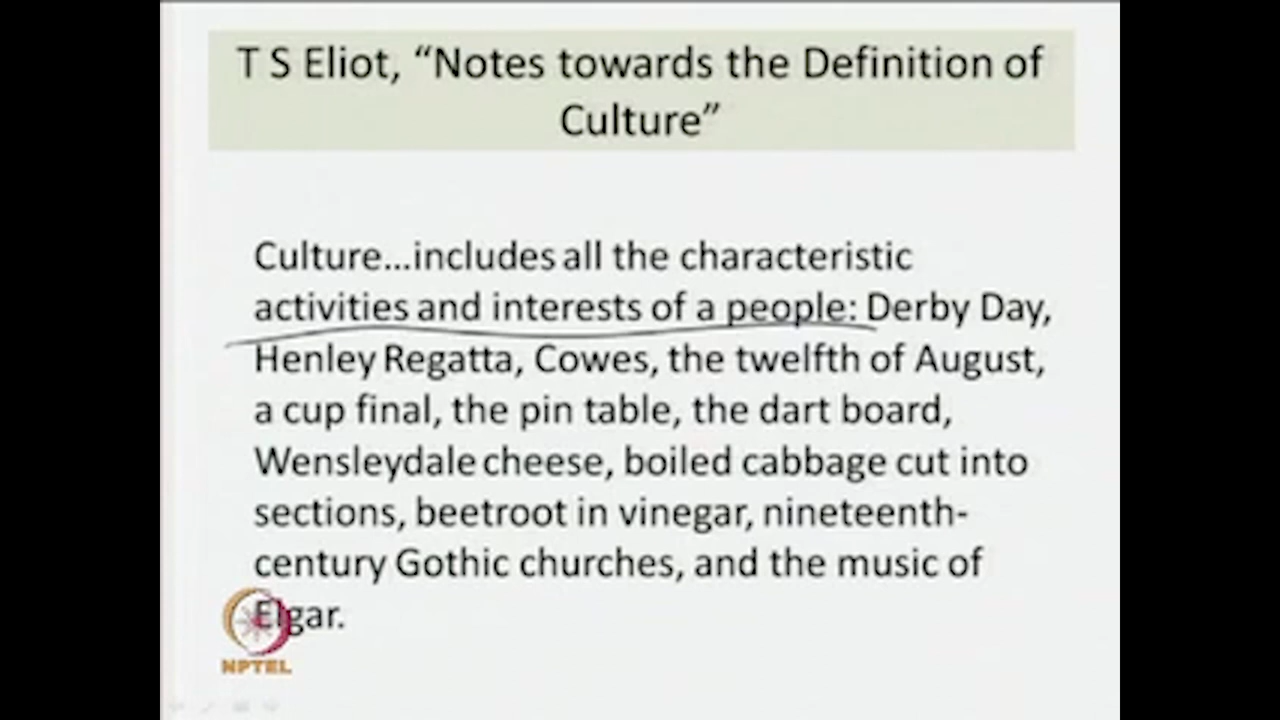 T S Eliot, “Notes towards the Definition of
Culture”
Culture…includes all the characteristic
activities and interests of a people: Derby Day,
Henley Regatta, Cowes, the twelfth of August,
a cup final, the pin table, the dart board,
Wensleydale cheese, boiled cabbage cut into
sections, beetroot in vinegar, nineteenth-
century Gothic churches, and the music of
Elgar.
NPTEL